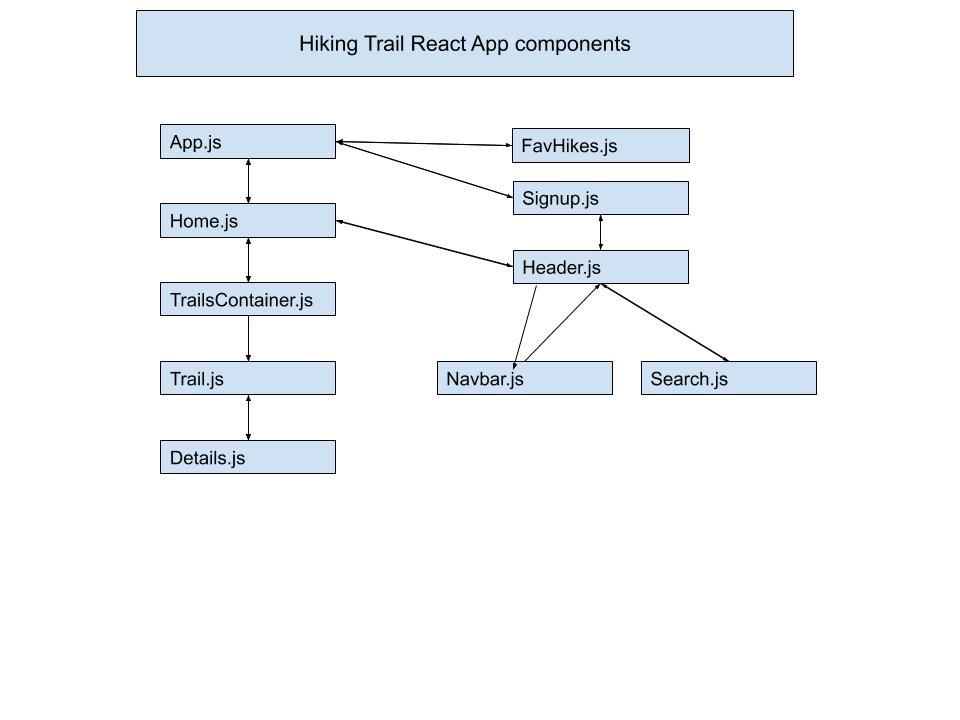 Hiking Trail React App components
App.js
FavHikes.js
Signup.js
Home.js
Header.js
TrailsContainer.js
Trail.js
Navbar.js
Search.js
Details.js